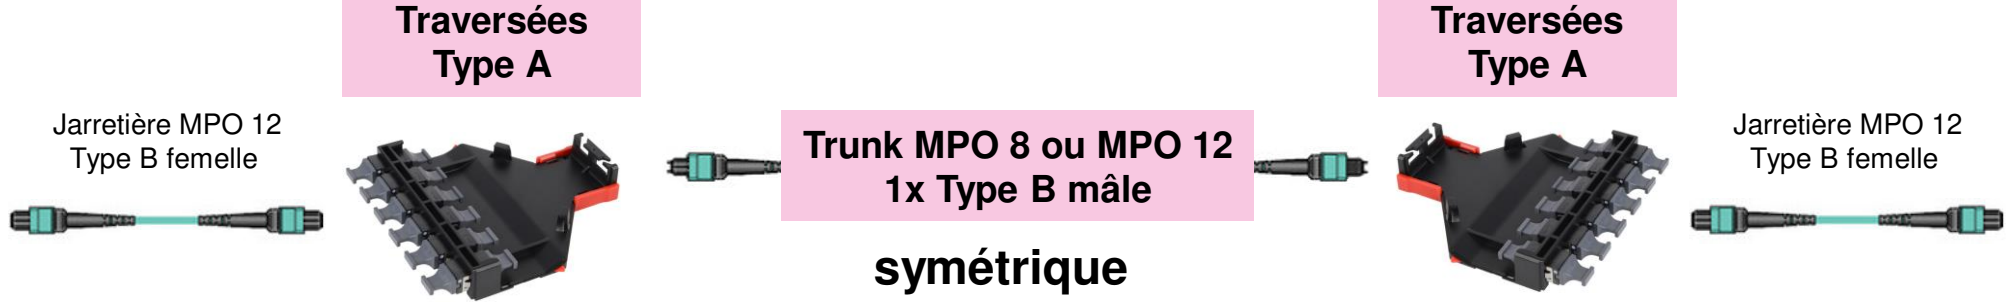 Traversées
Type A
Traversées
Type A
Jarretière MPO 12
Type B femelle
Trunk MPO 8 ou MPO 12
1x Type B mâle
Jarretière MPO 12
Type B femelle
symétrique